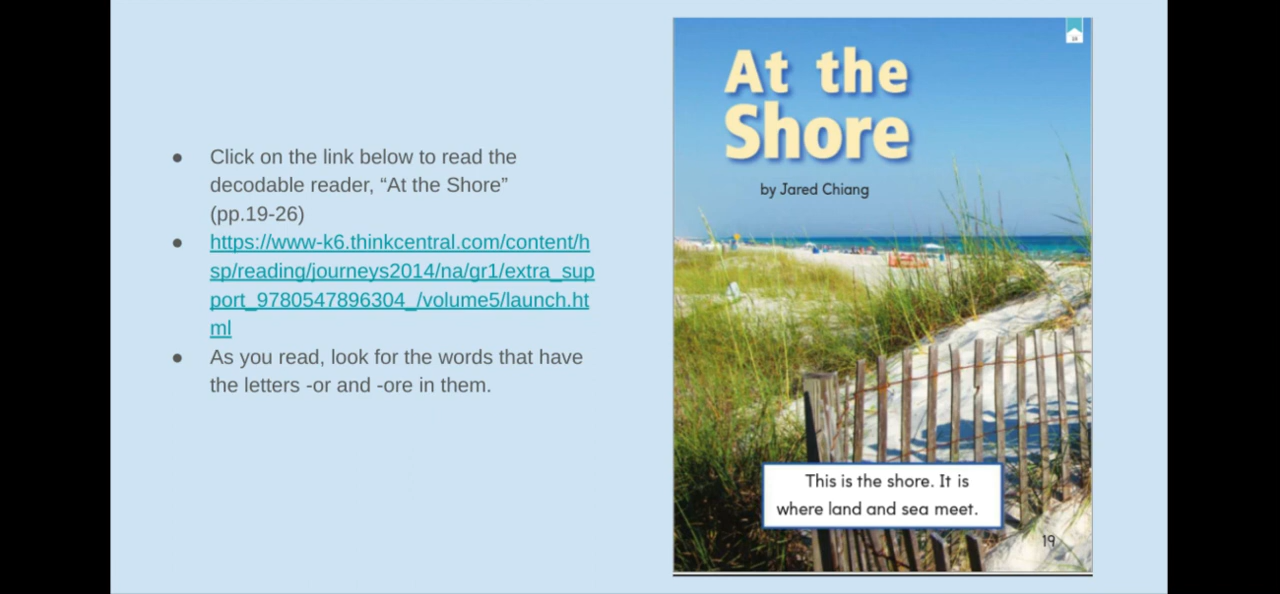 Click on the link below to read the
decodable reader, “At the Shore”
(pp.19-26)
https://www-k6.thinkcentral.com/content/h
sp/reading/journeys2014/na/gr1/extra_sup
port_9780547896304_/volume5/launch.ht
ml
As you read, look for the words that have
the letters -or and -ore in them.
At the
Shore
by Jared Chiang
This is the shore. It is
where land and sea meet.
19